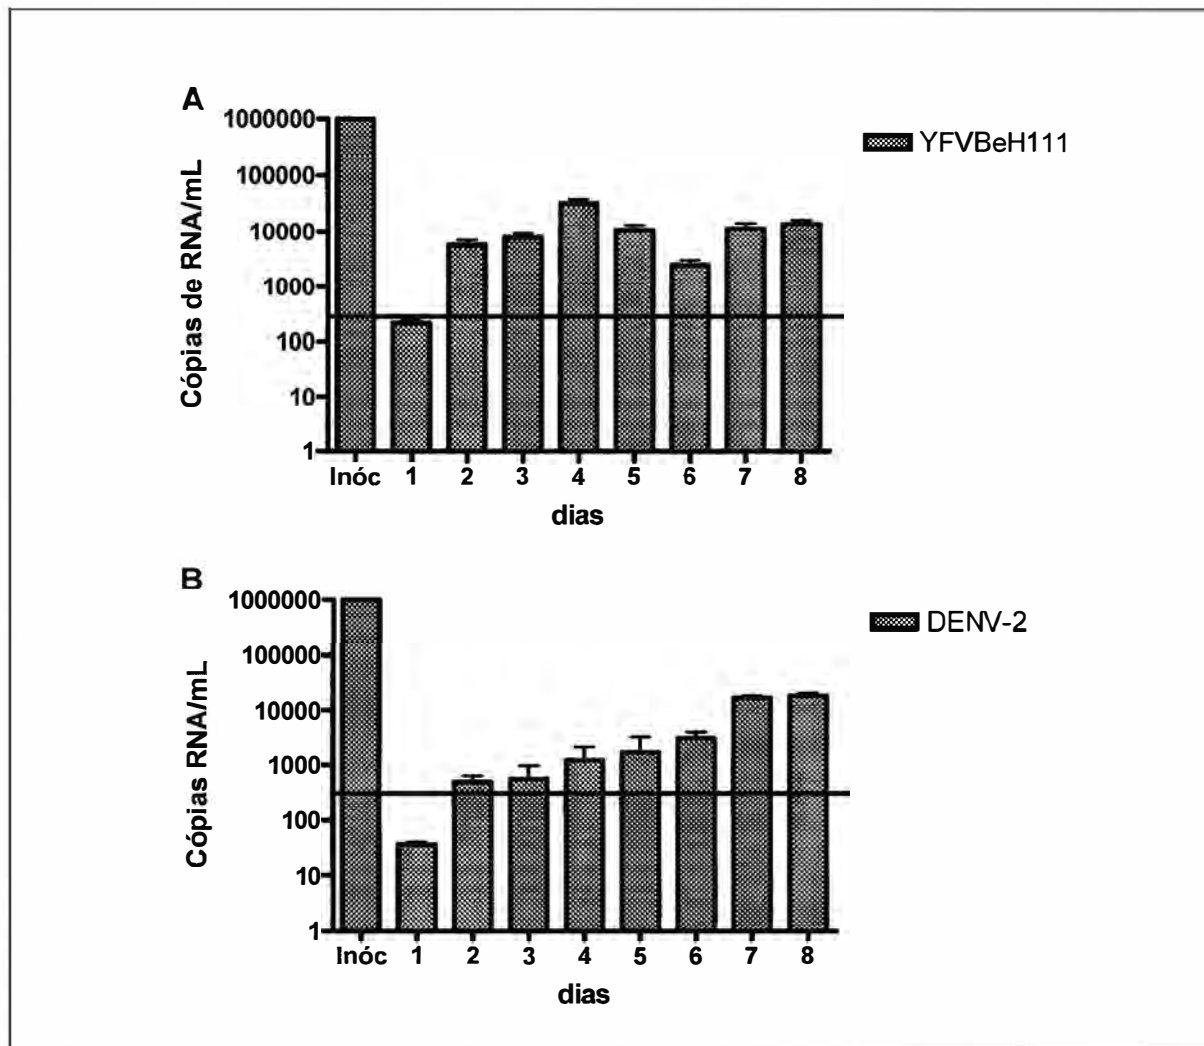 A
1000000
100000
10000
1000
100
10
1
Cópias de RNA/mL
Inóc 1 2 3 4 5 6 7 8
dias
YFVBeH111
B
1000000
100000
10000
1000
100
10
1
Cópias RNA/mL
Inóc 1 2 3 4 5 6 7 8
dias
DENV-2